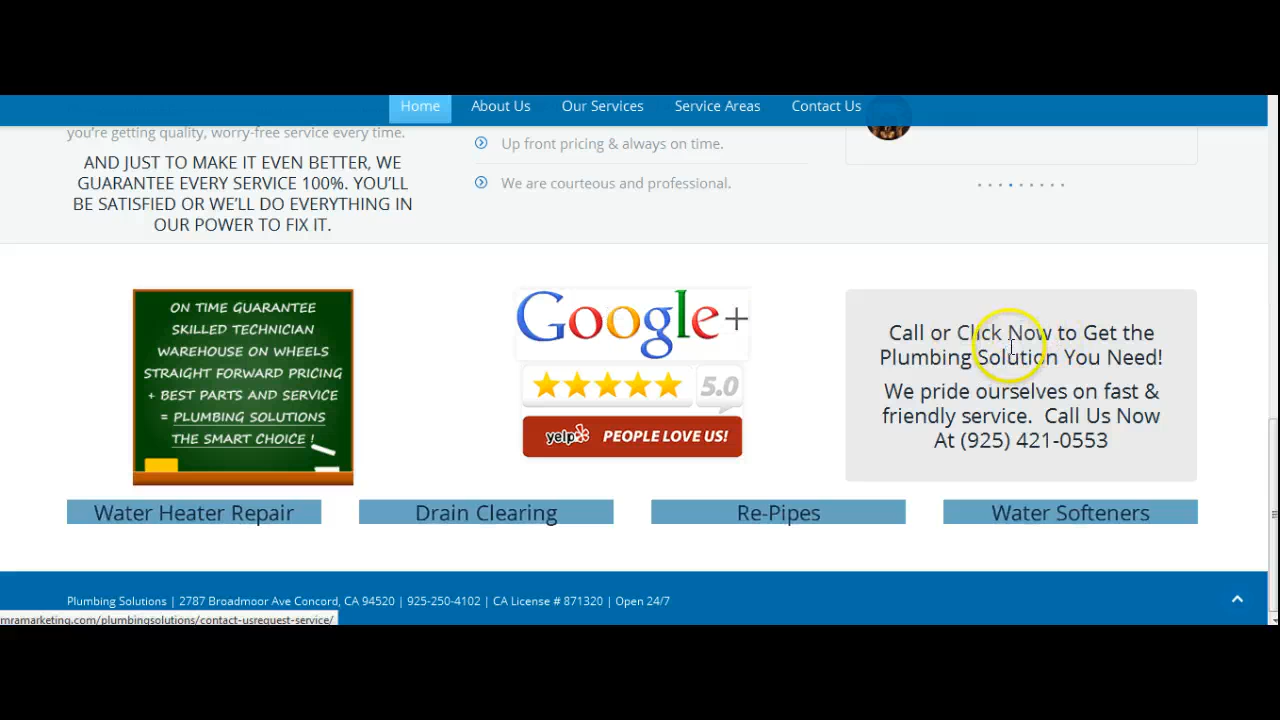 Home About Us Our Services Service Areas Contact Us
you're getting quality, worry-free service every time.
AND JUST TO MAKE IT EVEN BETTER, WE
GUARANTEE EVERY SERVICE 100%. YOU'LL
BE SATISFIED OR WE'LL DO EVERYTHING IN
OUR POWER TO FIX IT.
Up front pricing & always on time.
We are courteous and professional.
ON TIME GUARANTEE
SKILLED TECHNICIAN
WAREHOUSE ON WHEELS
STRAIGHT FORWARD PRICING
+ BEST PARTS AND SERVICE
= PLUMBING SOLUTIONS
THE SMART CHOICE !
Google+
5.0
yelp PEOPLE LOVE US!
Call or Click Now to Get the
Plumbing Solution You Need!
We pride ourselves on fast &
friendly service. Call Us Now
At (925) 421-0553
Water Heater Repair
Drain Clearing
Re-Pipes
Water Softeners
Plumbing Solutions | 2787 Broadmoor Ave Concord, CA 94520 | 925-250-4102 | CA License # 871320 | Open 24/7
mramarketing.com/plumbingsolutions/contact-usrequest-service/